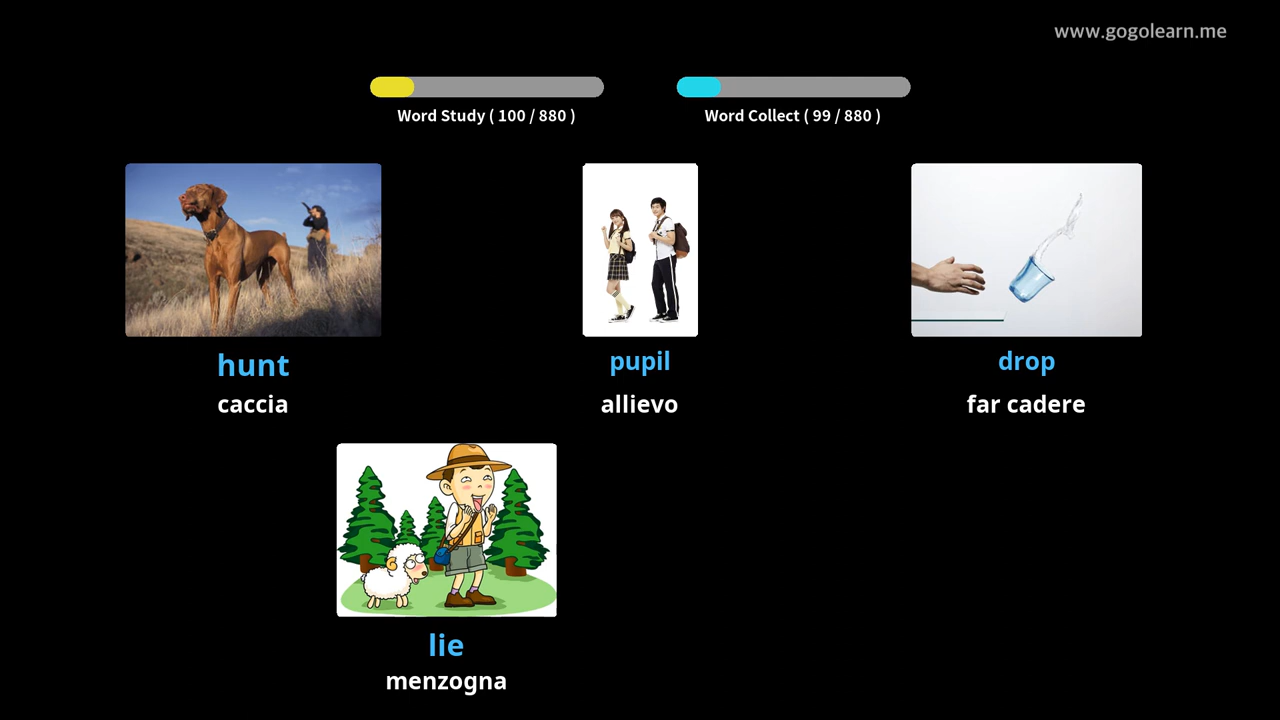 www.gogolearn.me
Word Study ( 100 / 880 )
Word Collect ( 99 / 880 )
hunt
caccia
pupil
allievo
drop
far cadere
lie
menzogna